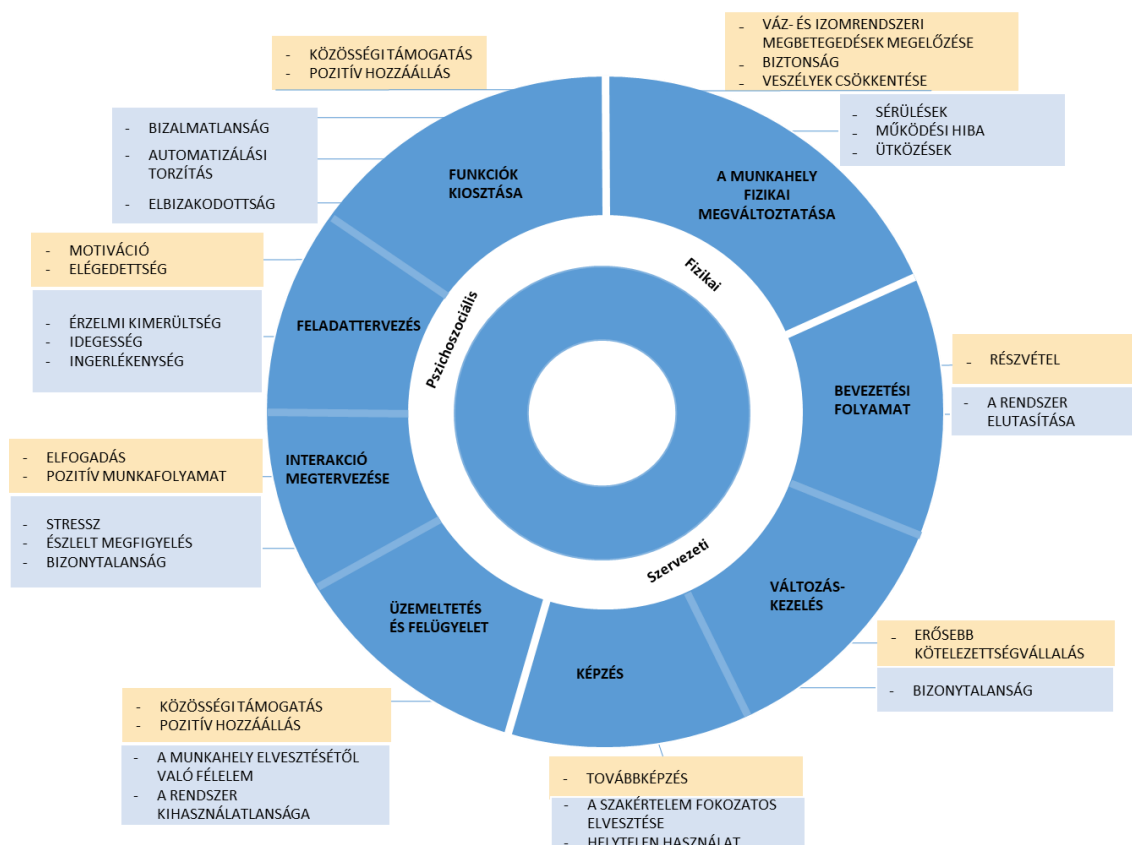 - VÁZ- ÉS IZOMRENDSZERI
MEGBETEGEDÉSEK MEGELŐZÉSE
- BIZTONSÁG
- VESZÉLYEK CSÖKKENTÉSE
- SÉRÜLÉSEK
- MŰKÖDÉSI HIBA
- ÜTKÖZÉSEK
A MUNKAHELY
FIZIKAI
MEGVÁLTOZTATÁSA
Fizikai
- RÉSZVÉTEL
- A RENDSZER
ELUTASÍTÁSA
BEVEZETÉSI
FOLYAMAT
- ERŐSEBB
KÖTELEZETTSÉGVÁLLALÁS
- BIZONYTALANSÁG
VÁLTOZÁS-
KEZELÉS
Szervezeti
KÉPZÉS
- TOVÁBBKÉPZÉS
- A SZAKÉRTELEM FOKOZATOS
ELVESZTÉSE
- HELYTELEN HASZNÁLAT
ÜZEMELTETÉS
ÉS FELÜGYELET
- KÖZÖSSÉGI TÁMOGATÁS
- POZITÍV HOZZÁÁLLÁS
- A MUNKAHELY ELVESZTÉSÉTŐL
VALÓ FÉLELEM
- A RENDSZER
KIHASZNÁLATLANSÁGA
INTERAKCIÓ
MEGTERVEZÉSE
- ELFOGADÁS
- POZITÍV MUNKAFOLYAMAT
- STRESSZ
- ÉSZLELT MEGFIGYELÉS
- BIZONYTALANSÁG
FELADATTERVEZÉS
- MOTIVÁCIÓ
- ELÉGEDETTSÉG
- ÉRZELMI KIMERÜLTSÉG
- IDEGESSÉG
- INGERLÉKENYSÉG
Pszichoszociális
FUNKCIÓK
KIOSZTÁSA
- KÖZÖSSÉGI TÁMOGATÁS
- POZITÍV HOZZÁÁLLÁS
- BIZALMATLANSÁG
- AUTOMATIZÁLÁSI
TORZÍTÁS
- ELBIZAKODOTTSÁG